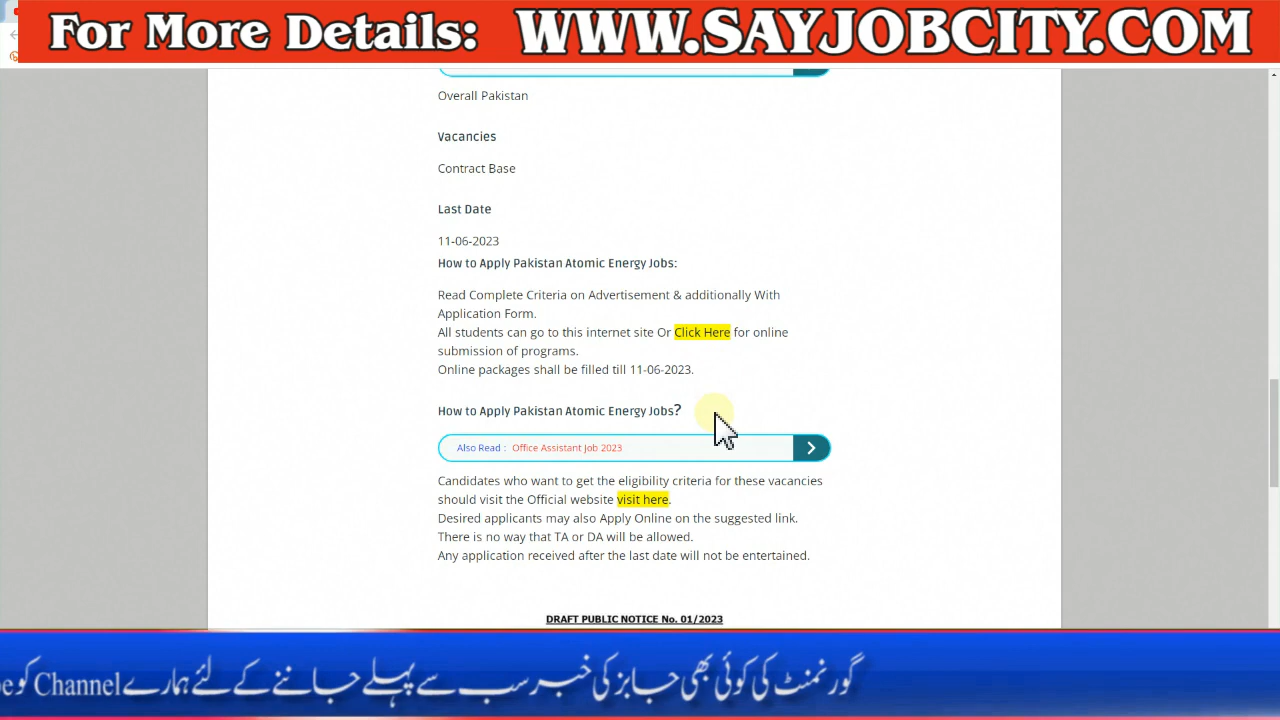 For More Details: WWW.SAYJOBCITY.COM
Overall Pakistan
Vacancies
Contract Base
Last Date
11-06-2023
How to Apply Pakistan Atomic Energy Jobs:
Read Complete Criteria on Advertisement & additionally With
Application Form.
All students can go to this internet site Or Click Here for online
submission of programs.
Online packages shall be filled till 11-06-2023.
How to Apply Pakistan Atomic Energy Jobs?
Also Read : Office Assistant Job 2023
Candidates who want to get the eligibility criteria for these vacancies
should visit the Official website visit here.
Desired applicants may also Apply Online on the suggested link.
There is no way that TA or DA will be allowed.
Any application received after the last date will not be entertained.
DRAFT PUBLIC NOTICE No. 01/2023
گورنمنٹ کی کوئی بھی جابز کی خبر سب سے پہلے جاننے کے لئے ہمارے Channel کو